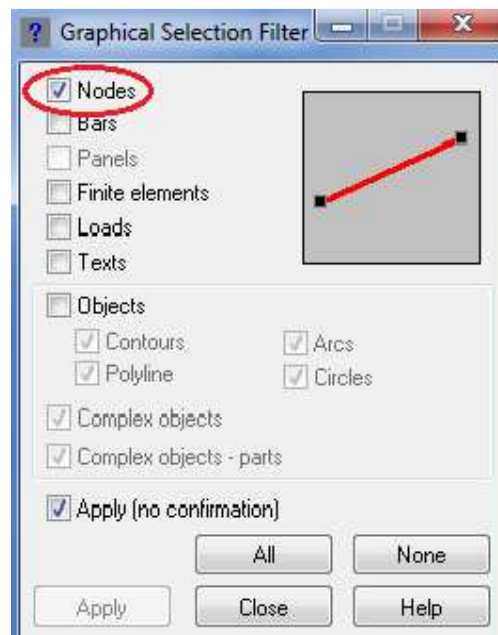 ? Graphical Selection Filter
Nodes
Bars
Panels
Finite elements
Loads
Texts
Objects
Contours Arcs
Polyline Circles
Complex objects
Complex objects - parts
Apply (no confirmation)
All None
Apply Close Help